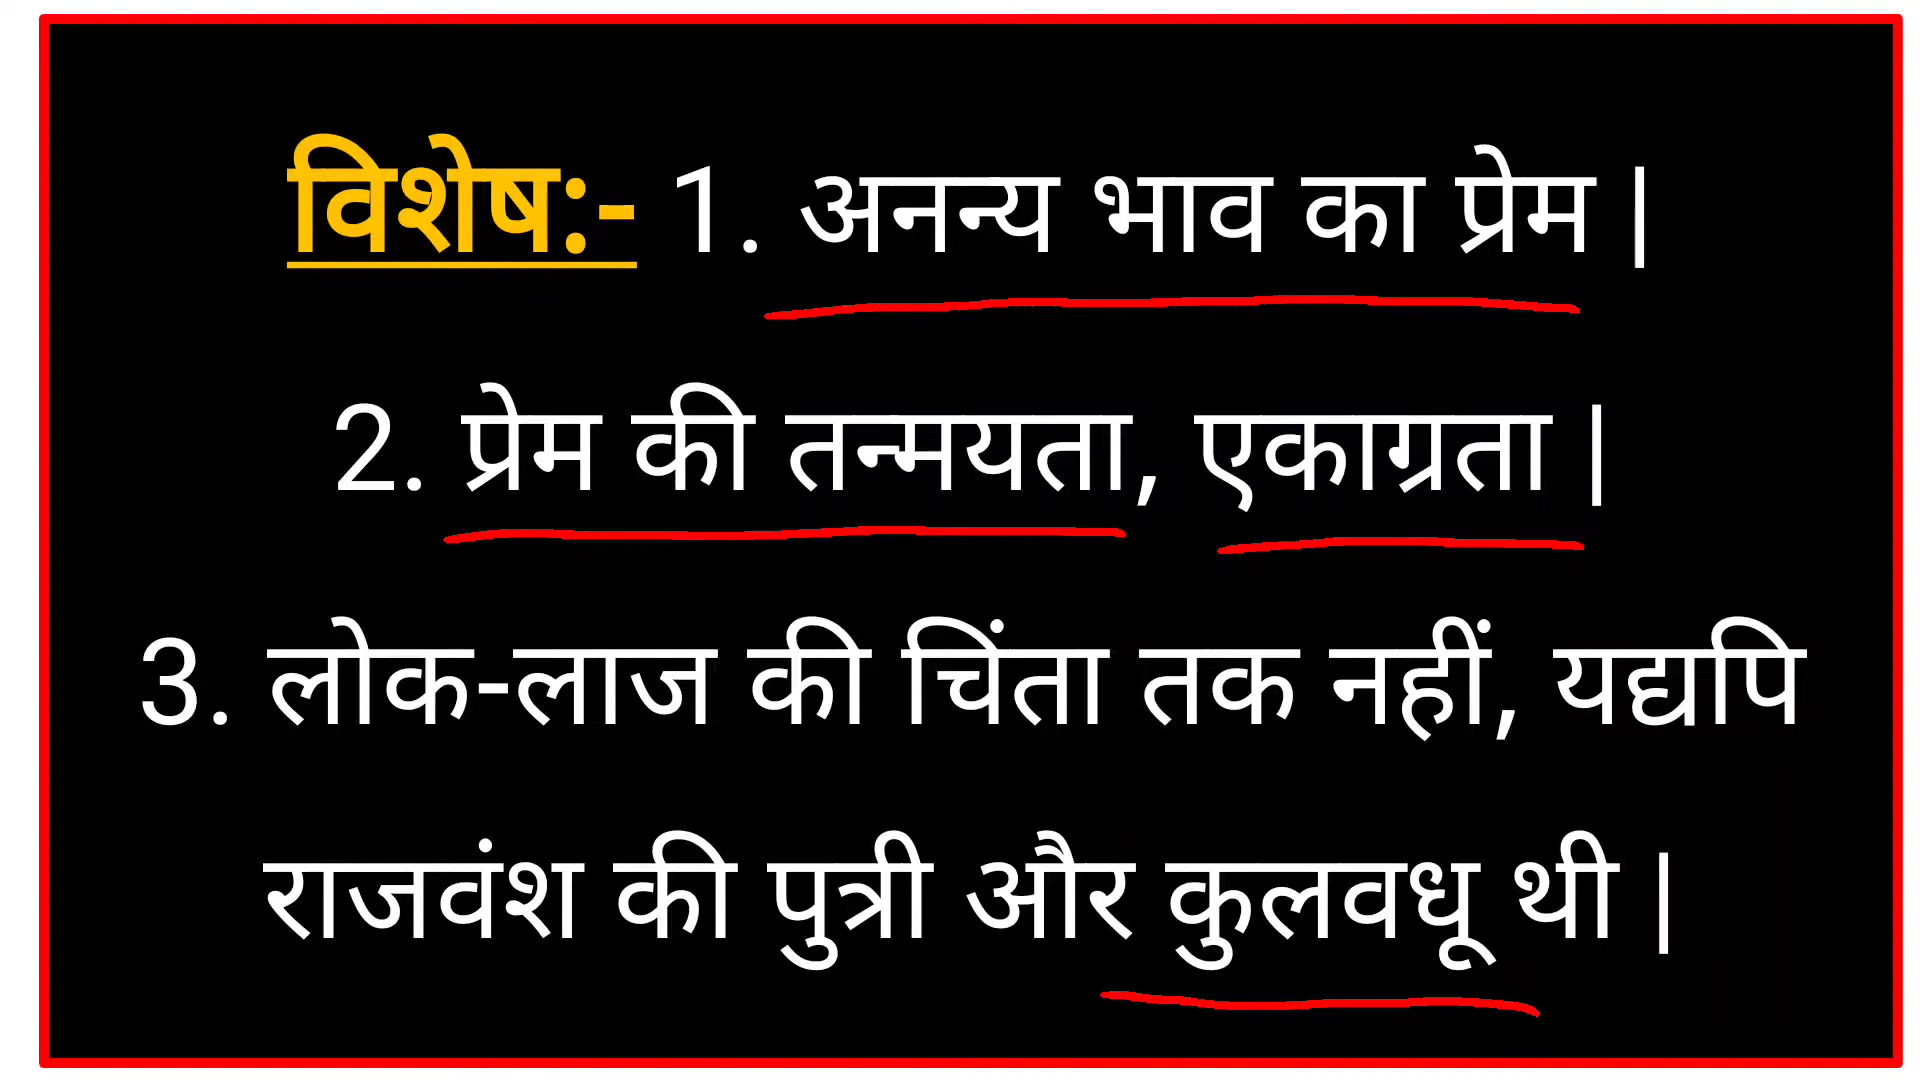 विशेष:- 1. अनन्य भाव का प्रेम |
2. प्रेम की तन्मयता, एकाग्रता |
3. लोक-लाज की चिंता तक नहीं, यद्यपि
राजवंश की पुत्री और कुलवधू थी |